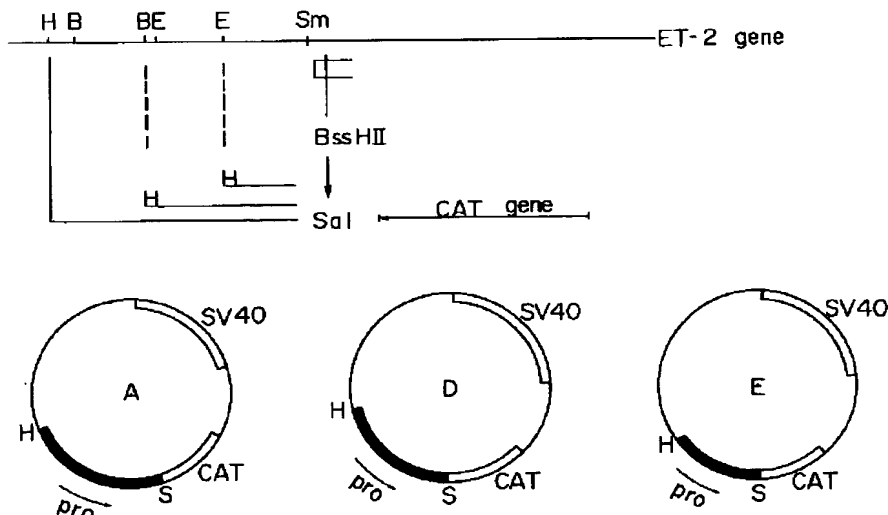 H B BE E Sm
ET-2 gene
BssHII
H
H
H
Sal
CAT gene
SV40
A
H
CAT
S
pro
SV40
D
H
CAT
S
pro
SV40
E
H
CAT
S
pro